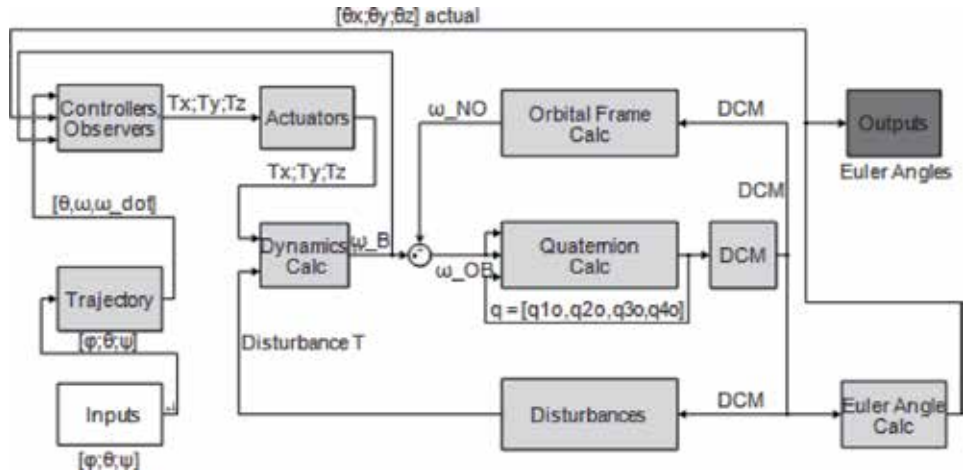 [θx;θy;θz] actual
Controllers
Observers
Tx;Ty;Tz
Actuators
ω_NO
Orbital Frame
Calc
DCM
Outputs
Euler Angles
Tx;Ty;Tz
DCM
[θ,ω,ω_dot]
Dynamics
Calc
ω_B
ω_OB
Quaternion
Calc
DCM
q = [q1o,q2o,q3o,q4o]
Trajectory
[φ;θ;ψ]
Disturbance T
Inputs
[φ;θ;ψ]
Disturbances
DCM
Euler Angle
Calc